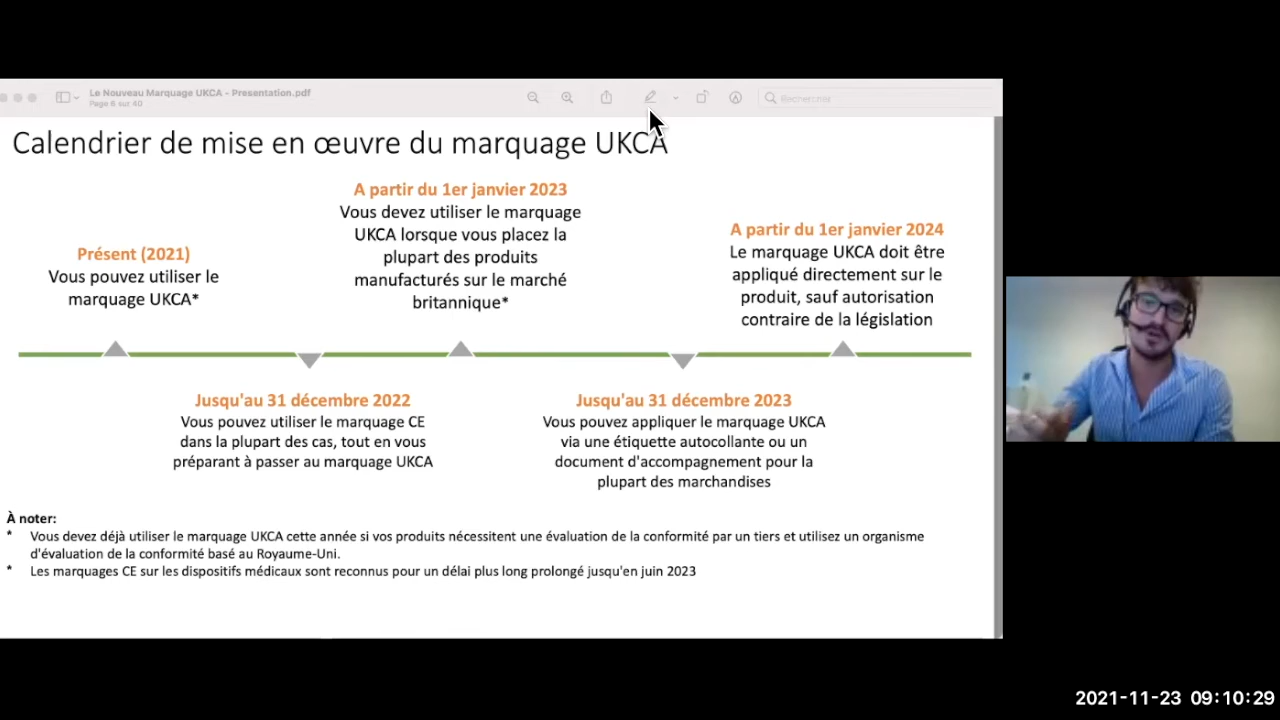 Le Nouveau Marquage UKCA - Presentation.pdf
Page 6 sur 40
Recherche
Calendrier de mise en œuvre du marquage UKCA
Présent (2021)
Vous pouvez utiliser le
marquage UKCA*
A partir du 1er janvier 2023
Vous devez utiliser le marquage
UKCA lorsque vous placez la
plupart des produits
manufacturés sur le marché
britannique*
A partir du 1er janvier 2024
Le marquage UKCA doit être
appliqué directement sur le
produit, sauf autorisation
contraire de la législation
Jusqu'au 31 décembre 2022
Vous pouvez utiliser le marquage CE
dans la plupart des cas, tout en vous
préparant à passer au marquage UKCA
Jusqu'au 31 décembre 2023
Vous pouvez appliquer le marquage UKCA
via une étiquette autocollante ou un
document d'accompagnement pour la
plupart des marchandises
À noter:
* Vous devez déjà utiliser le marquage UKCA cette année si vos produits nécessitent une évaluation de la conformité par un tiers et utilisez un organisme
d'évaluation de la conformité basé au Royaume-Uni.
* Les marquages CE sur les dispositifs médicaux sont reconnus pour un délai plus long prolongé jusqu'en juin 2023
2021-11-23 09:10:29